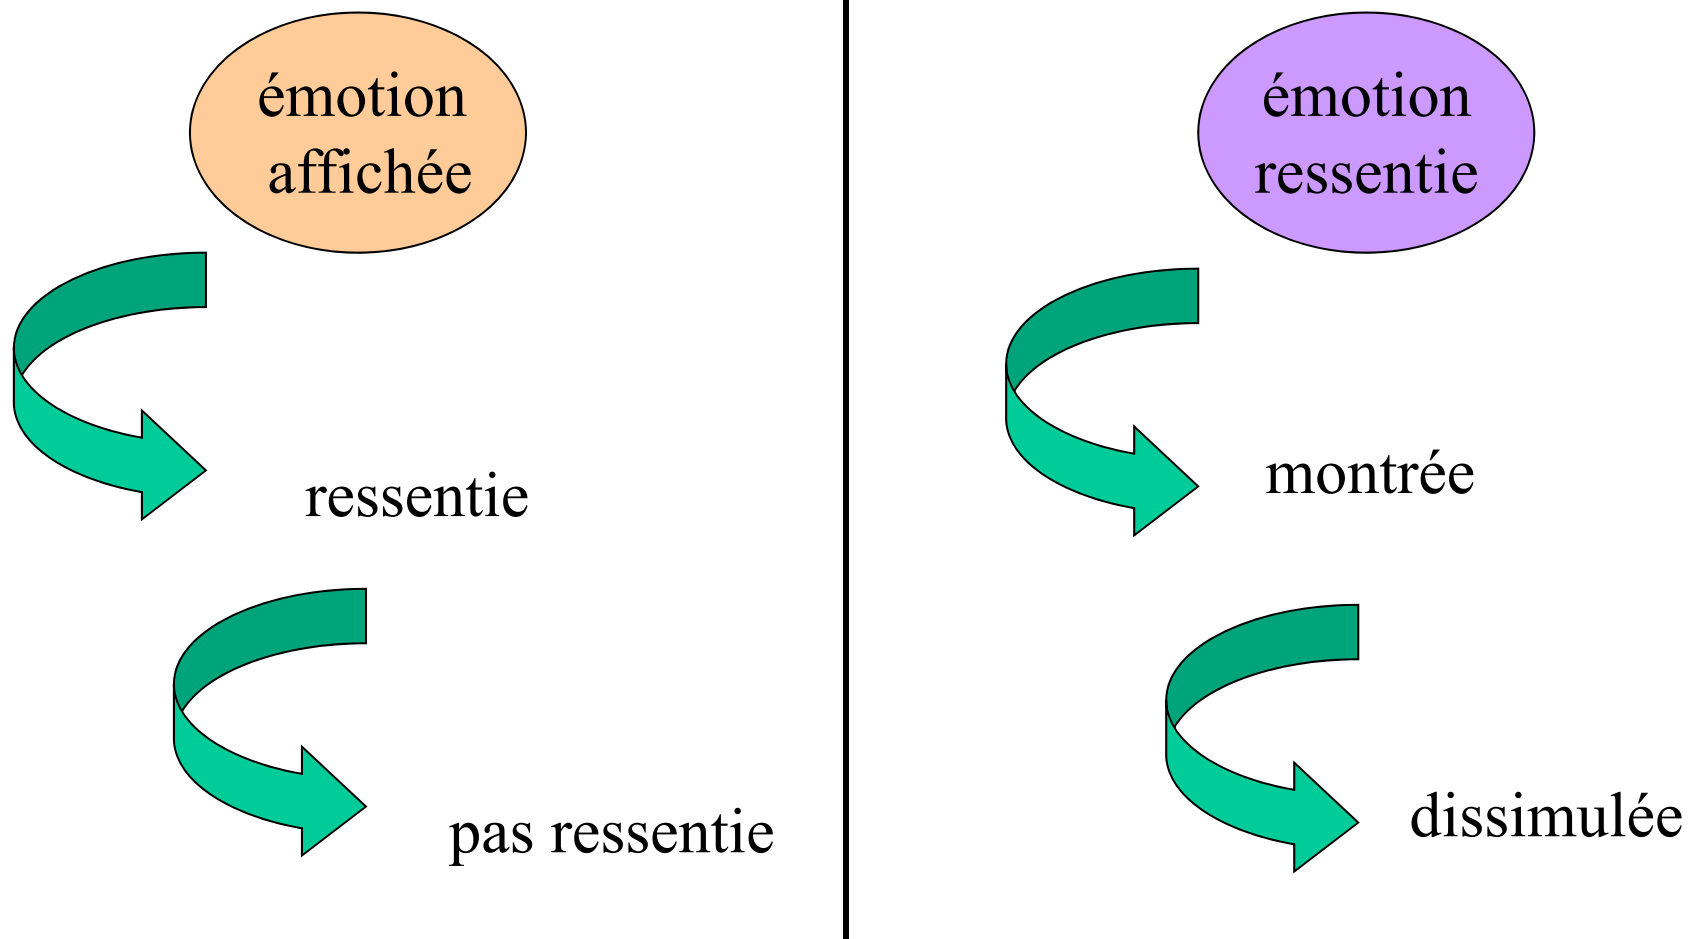 émotion
affichée
ressentie
pas ressentie
émotion
ressentie
montrée
dissimulée